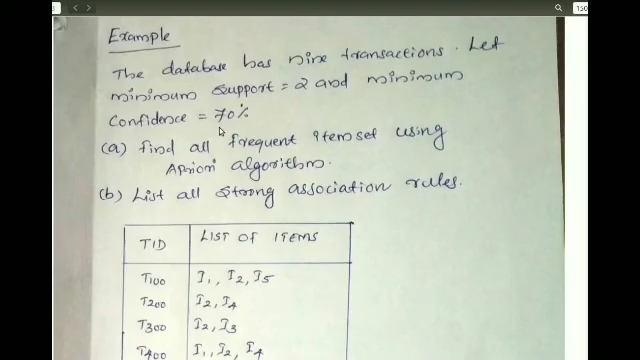 Example
The database has nine transactions. Let
minimum support = 2 and minimum
Confidence = 70%
(a) find all frequent itemset using
Apriori algorithm.
(b) List all strong association rules.
TID LIST OF ITEMS
T100 I1, I2, I5
T200 I2, I4
T300 I2, I3
T400 I1, I2, I4
150